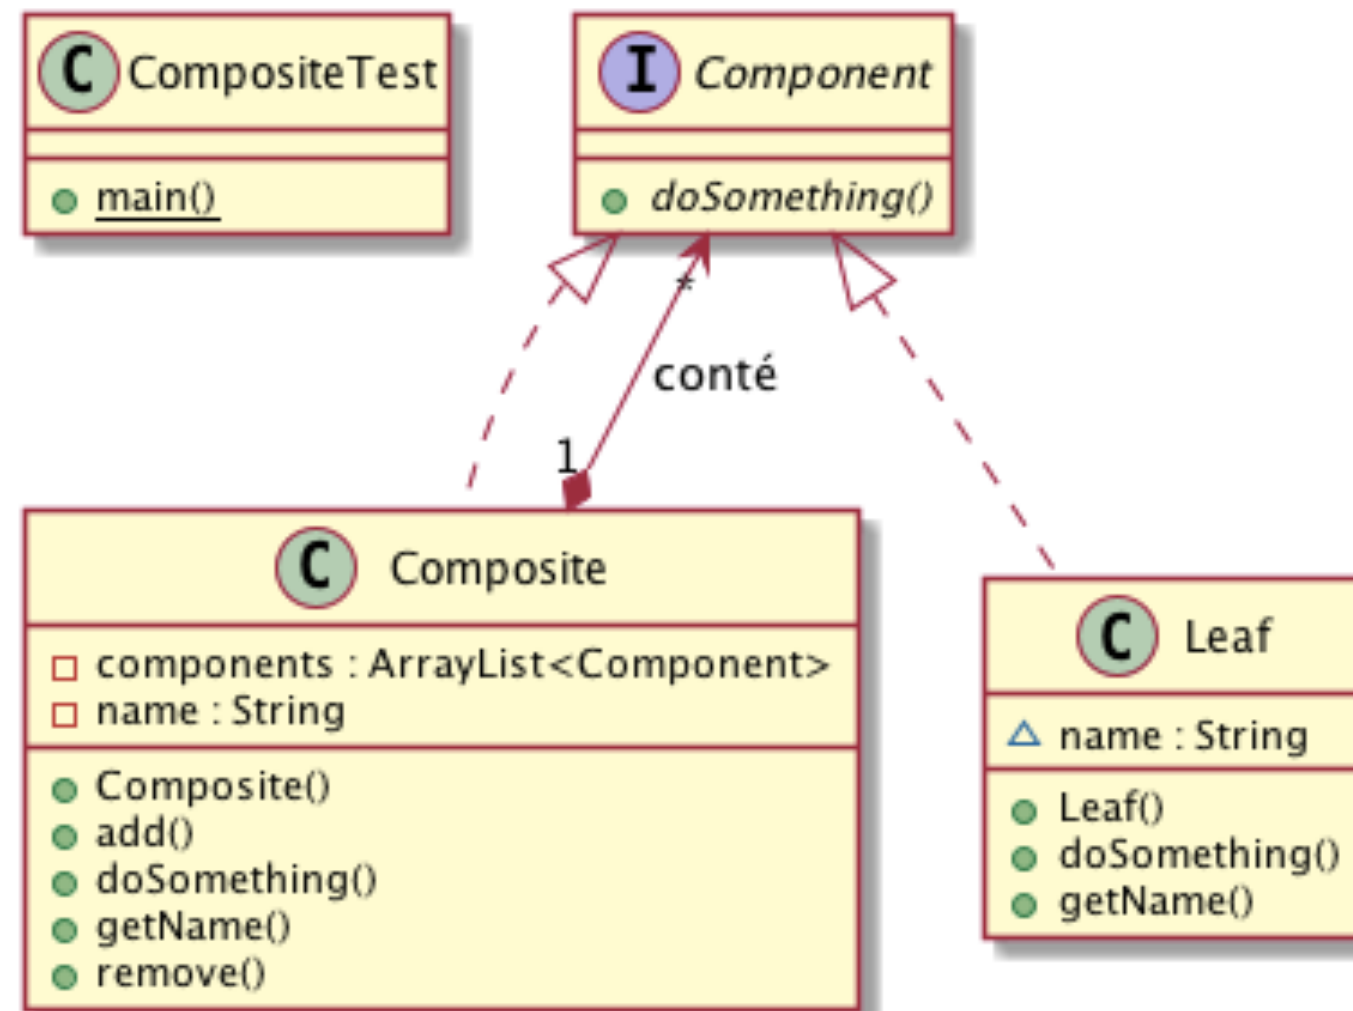 C CompositeTest
main()
I Component
doSomething()
*
conté
1
C Composite
components : ArrayList<Component>
name : String
Composite()
add()
doSomething()
getName()
remove()
C Leaf
name : String
Leaf()
doSomething()
getName()